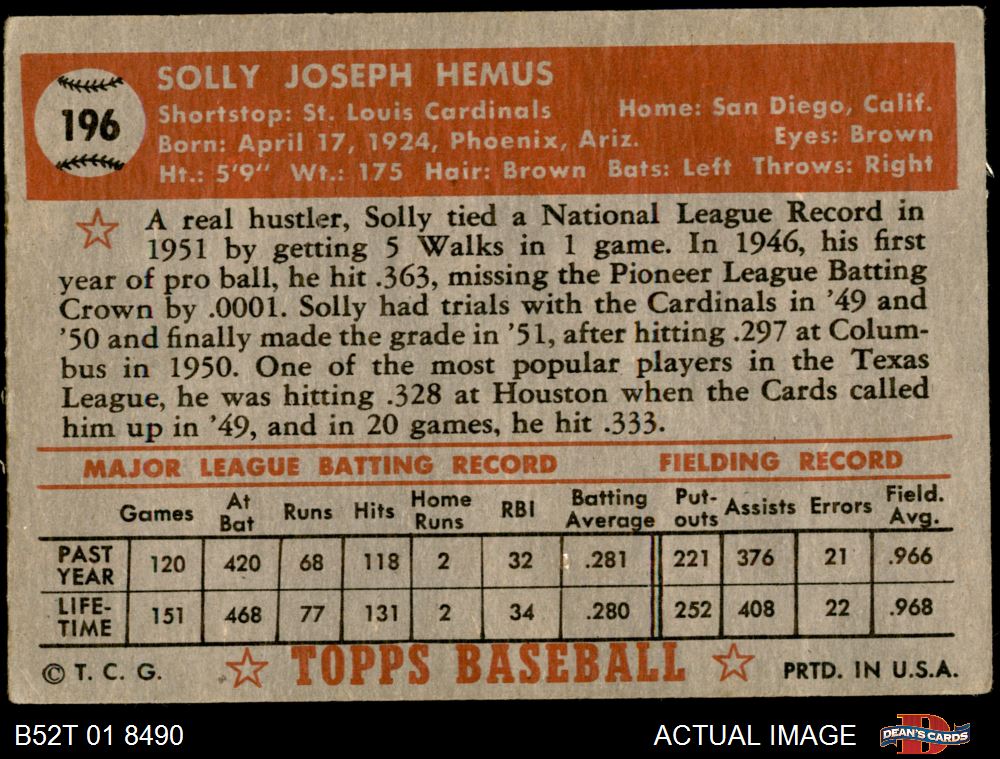 196
SOLLY JOSEPH HEMUS
Shortstop: St. Louis Cardinals Home: San Diego, Calif.
Born: April 17, 1924, Phoenix, Ariz. Eyes: Brown
Ht.: 5'9" Wt.: 175 Hair: Brown Bats: Left Throws: Right
A real hustler, Solly tied a National League Record in
1951 by getting 5 Walks in 1 game. In 1946, his first
year of pro ball, he hit .363, missing the Pioneer League Batting
Crown by .0001. Solly had trials with the Cardinals in '49 and
'50 and finally made the grade in '51, after hitting .297 at Colum-
bus in 1950. One of the most popular players in the Texas
League, he was hitting .328 at Houston when the Cards called
him up in '49, and in 20 games, he hit .333.
MAJOR LEAGUE BATTING RECORD FIELDING RECORD
Games At Bat Runs Hits Home Runs RBI Batting Average Put-outs Assists Errors Field. Avg.
PAST YEAR 120 420 68 118 2 32 .281 221 376 21 .966
LIFE-TIME 151 468 77 131 2 34 .280 252 408 22 .968
© T. C. G. TOPPS BASEBALL PRTD. IN U.S.A.
B52T 01 8490 ACTUAL IMAGE DEAN'S CARDS